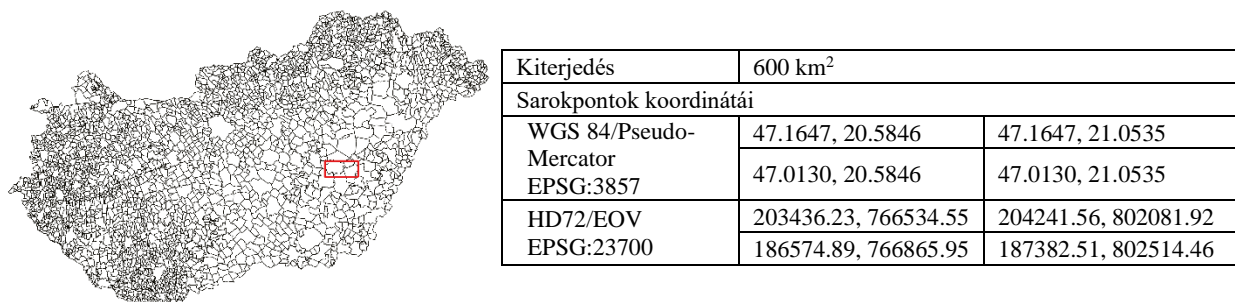 Kiterjedés 600 km2
Sarokpontok koordinátái
WGS 84/Pseudo-
Mercator
EPSG:3857
47.1647, 20.5846 47.1647, 21.0535
47.0130, 20.5846 47.0130, 21.0535
HD72/EOV
EPSG:23700
203436.23, 766534.55 204241.56, 802081.92
186574.89, 766865.95 187382.51, 802514.46